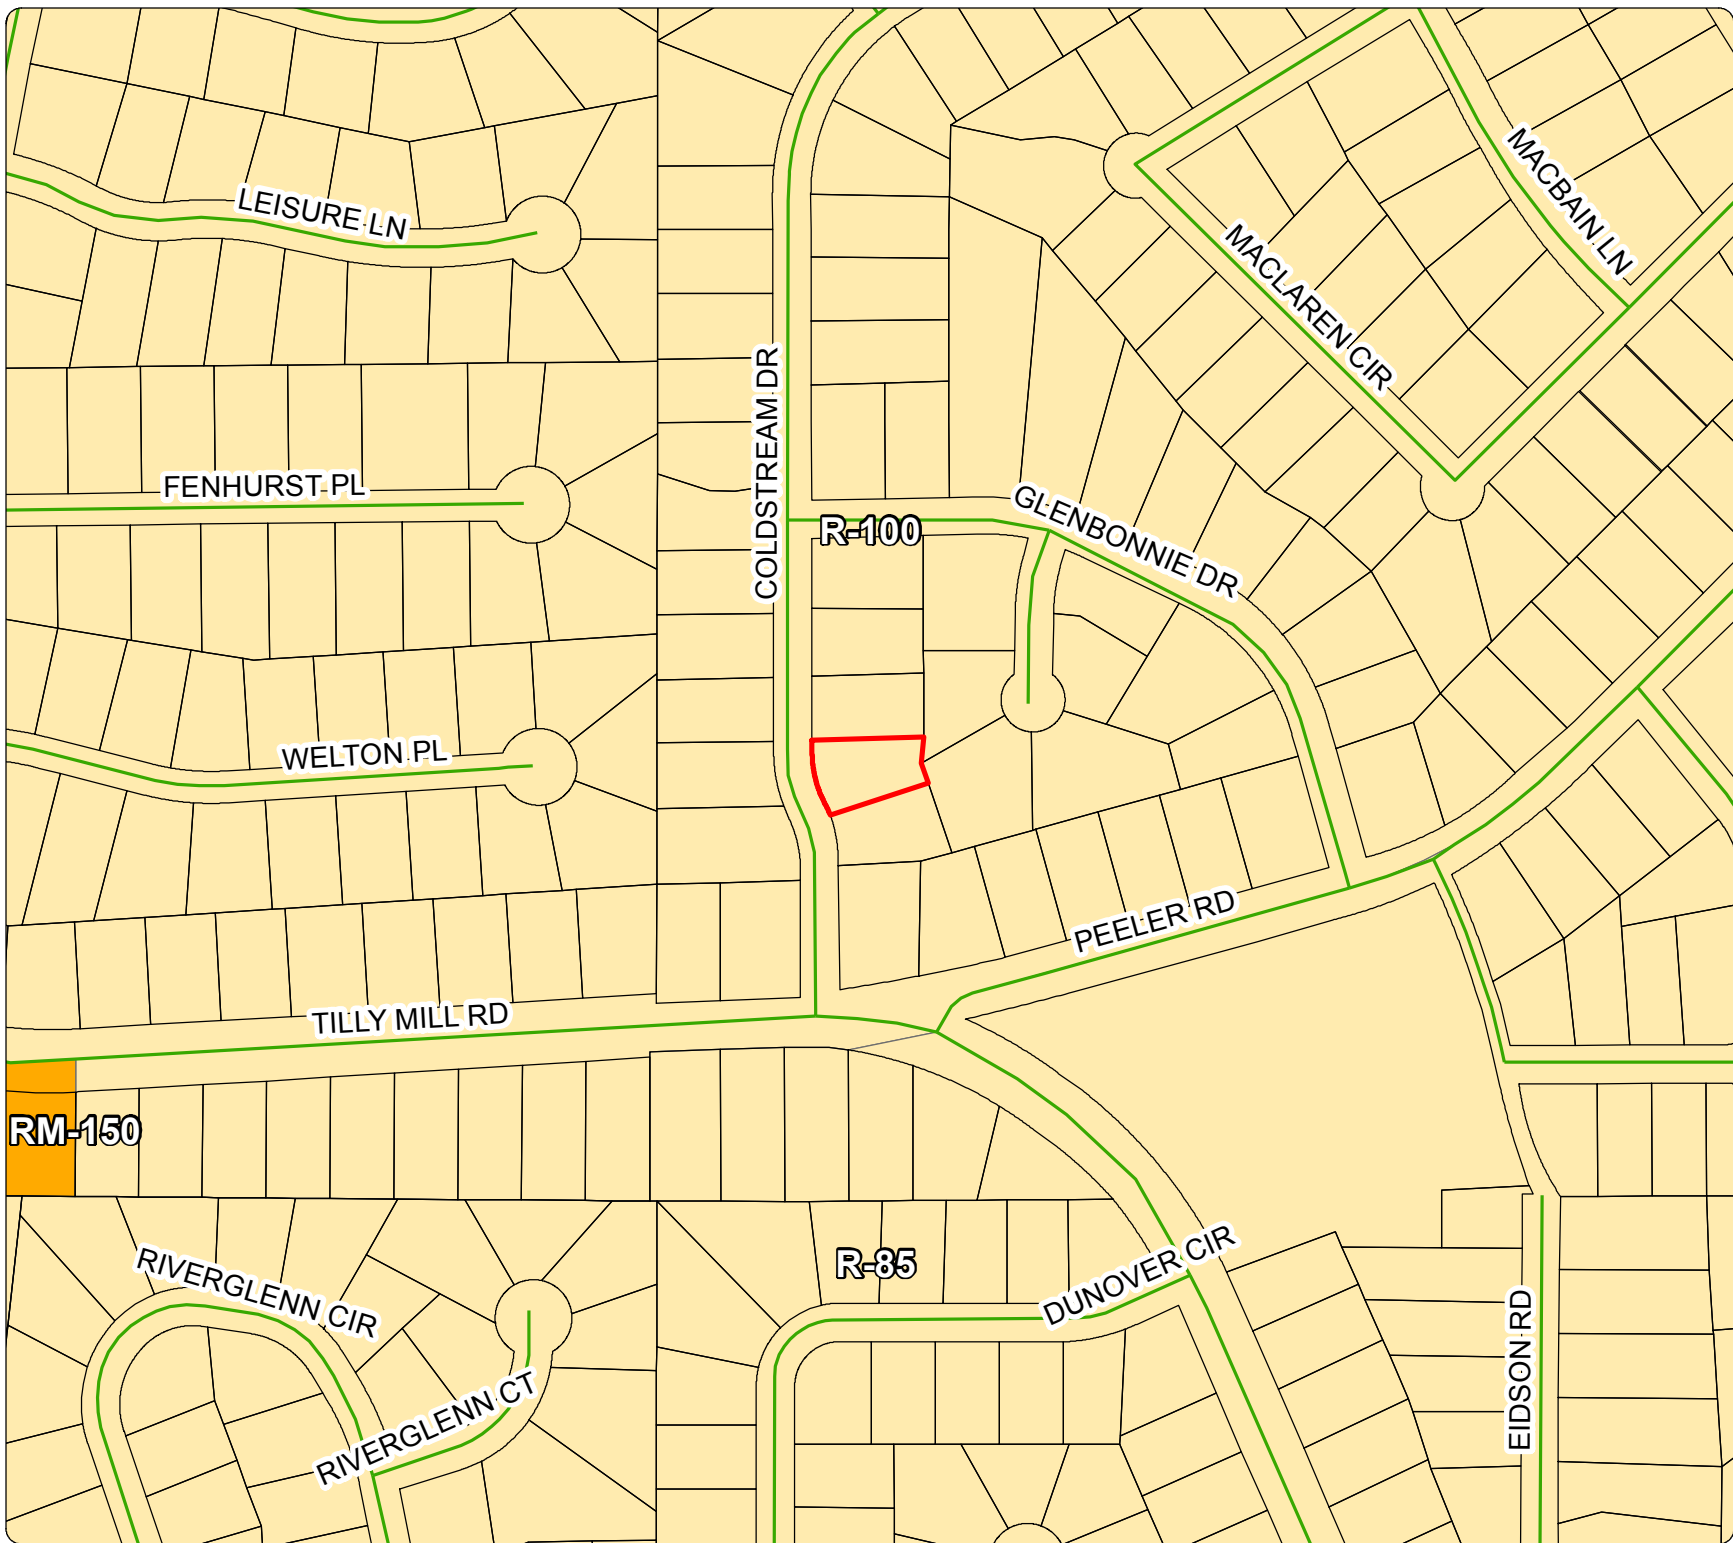 MACBAIN LN
LEISURE LN
MACLAREN CIR
COLDSTREAM DR
FENHURST PL
GLENBONNIE DR
R-100
WELTON PL
PEELER RD
TILLY MILL RD
RM-150
R-85
DUNOVER CIR
RIVERGLENN CIR
EIDSON RD
RIVERGLENN CT